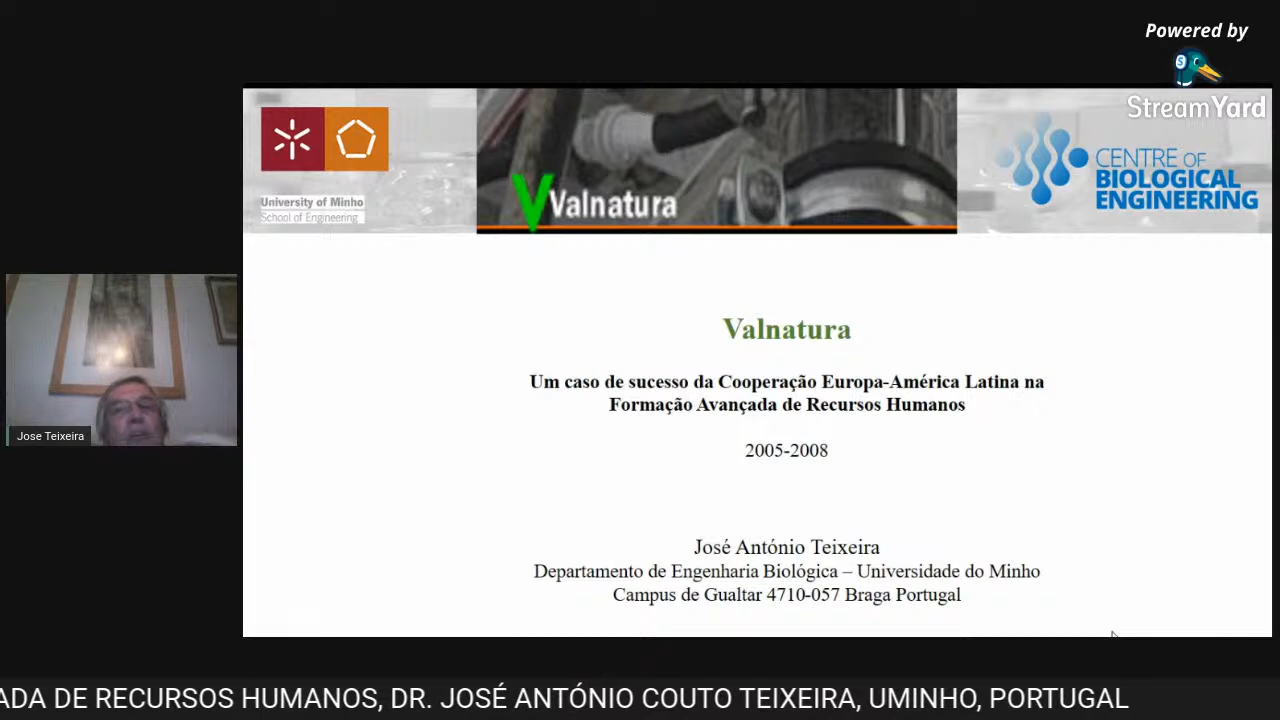 Powered by
StreamYard
University of Minho
School of Engineering
Valnatura
CENTRE OF
BIOLOGICAL
ENGINEERING
Valnatura
Um caso de sucesso da Cooperação Europa-América Latina na
Formação Avançada de Recursos Humanos
2005-2008
José António Teixeira
Departamento de Engenharia Biológica – Universidade do Minho
Campus de Gualtar 4710-057 Braga Portugal
Jose Teixeira
ADA DE RECURSOS HUMANOS, DR. JOSÉ ANTÓNIO COUTO TEIXEIRA, UMINHO, PORTUGAL